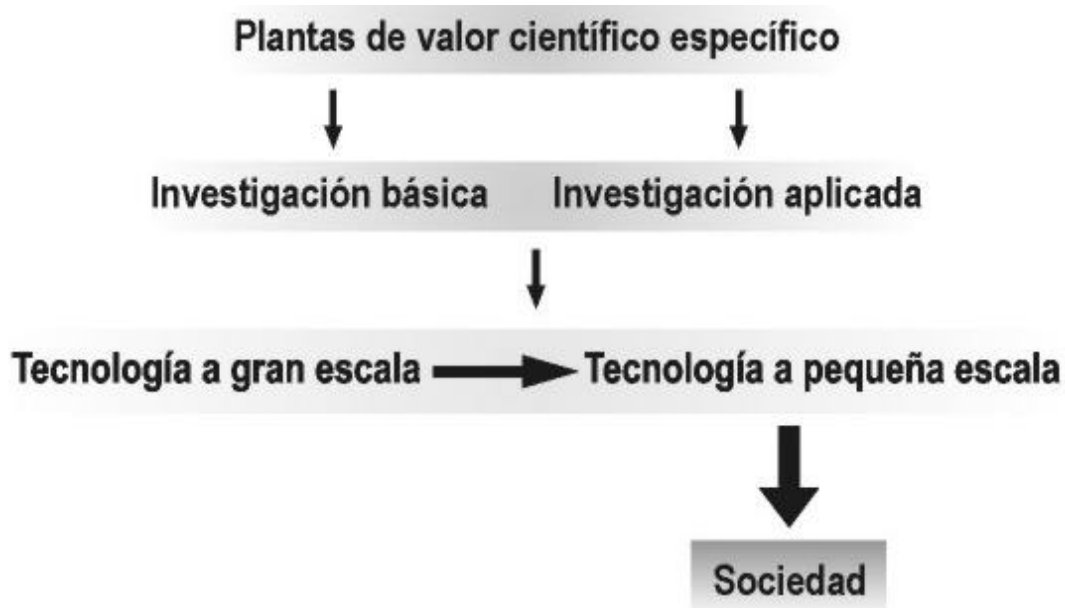 Plantas de valor científico específico
Investigación básica Investigación aplicada
Tecnología a gran escala Tecnología a pequeña escala
Sociedad